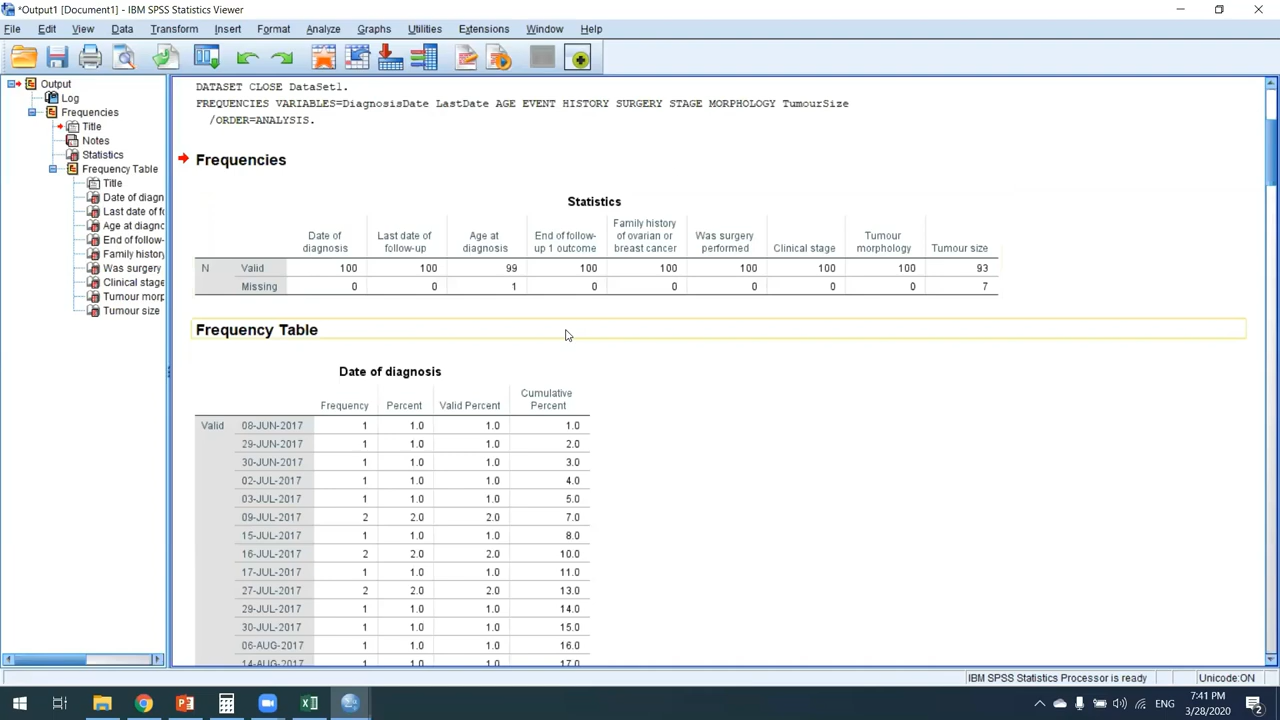 *Output1 [Document1] - IBM SPSS Statistics Viewer
File Edit View Data Transform Insert Format Analyze Graphs Utilities Extensions Window Help
Output
Log
Frequencies
Title
Notes
Statistics
Frequency Table
Title
Date of diagn
Last date of fo
Age at diagno
End of follow-
Family history
Was surgery
Clinical stage
Tumour morp
Tumour size
DATASET CLOSE DataSet1.
FREQUENCIES VARIABLES=DiagnosisDate LastDate AGE EVENT HISTORY SURGERY STAGE MORPHOLOGY TumourSize
/ORDER=ANALYSIS.
Frequencies
Statistics
Date of diagnosis Last date of follow-up Age at diagnosis End of follow-up 1 outcome Family history of ovarian or breast cancer Was surgery performed Clinical stage Tumour morphology Tumour size
N Valid 100 100 99 100 100 100 100 100 93
Missing 0 0 1 0 0 0 0 0 7
Frequency Table
Date of diagnosis
Frequency Percent Valid Percent Cumulative Percent
Valid 08-JUN-2017 1 1.0 1.0 1.0
29-JUN-2017 1 1.0 1.0 2.0
30-JUN-2017 1 1.0 1.0 3.0
02-JUL-2017 1 1.0 1.0 4.0
03-JUL-2017 1 1.0 1.0 5.0
09-JUL-2017 2 2.0 2.0 7.0
15-JUL-2017 1 1.0 1.0 8.0
16-JUL-2017 2 2.0 2.0 10.0
17-JUL-2017 1 1.0 1.0 11.0
27-JUL-2017 2 2.0 2.0 13.0
29-JUL-2017 1 1.0 1.0 14.0
30-JUL-2017 1 1.0 1.0 15.0
06-AUG-2017 1 1.0 1.0 16.0
14-AUG-2017 1 1.0 1.0 17.0
IBM SPSS Statistics Processor is ready Unicode:ON
ENG 7:41 PM
3/28/2020 2